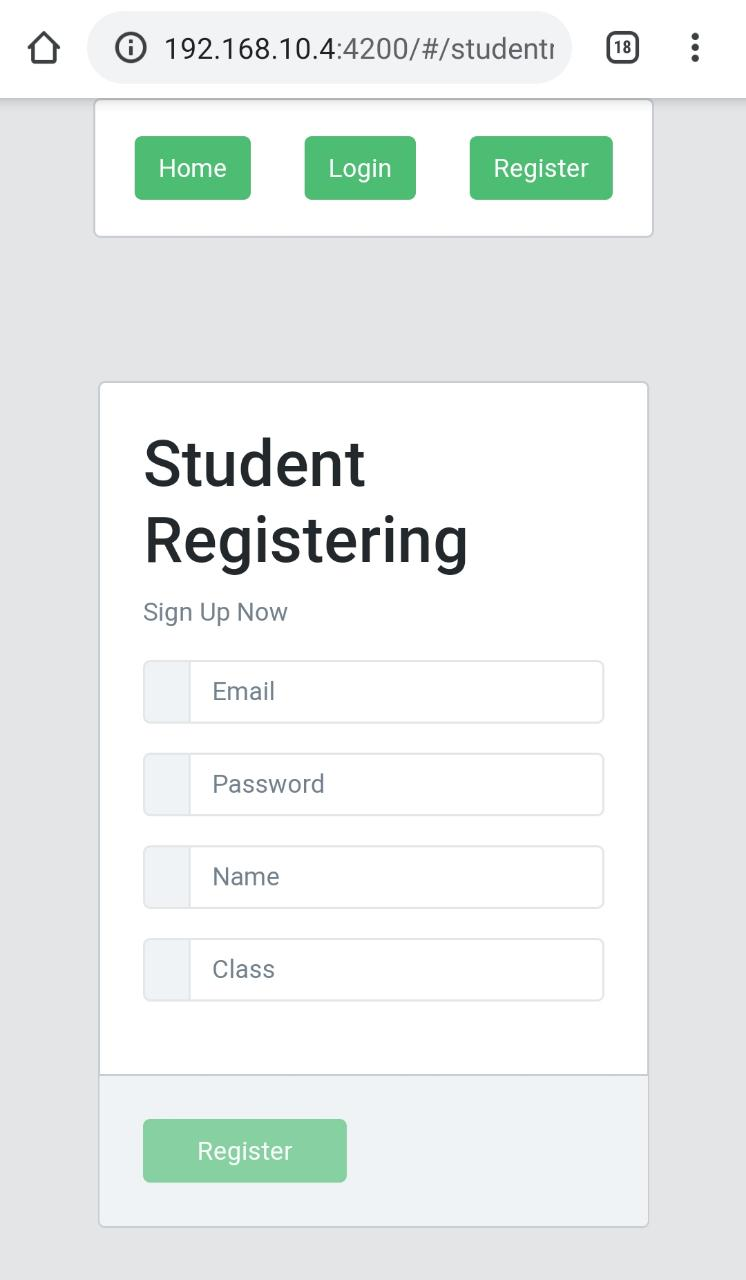 192.168.10.4:4200/#/student
18
Home Login Register
Student
Registering
Sign Up Now
Email
Password
Name
Class
Register